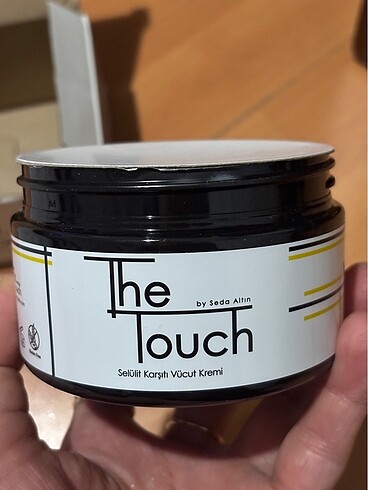 The
by Seda Altın
Touch
Selülit Karşıtı Vücut Kremi